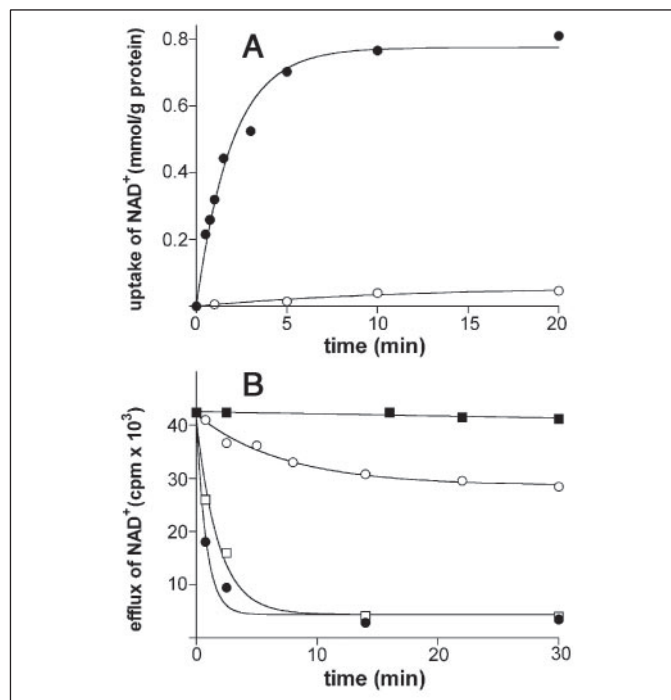 A
uptake of NAD+ (mmol/g protein)
0.8
0.6
0.4
0.2
0 5 10 15 20
time (min)
B
efflux of NAD+ (cpm x 10³)
40
30
20
10
0 10 20 30
time (min)